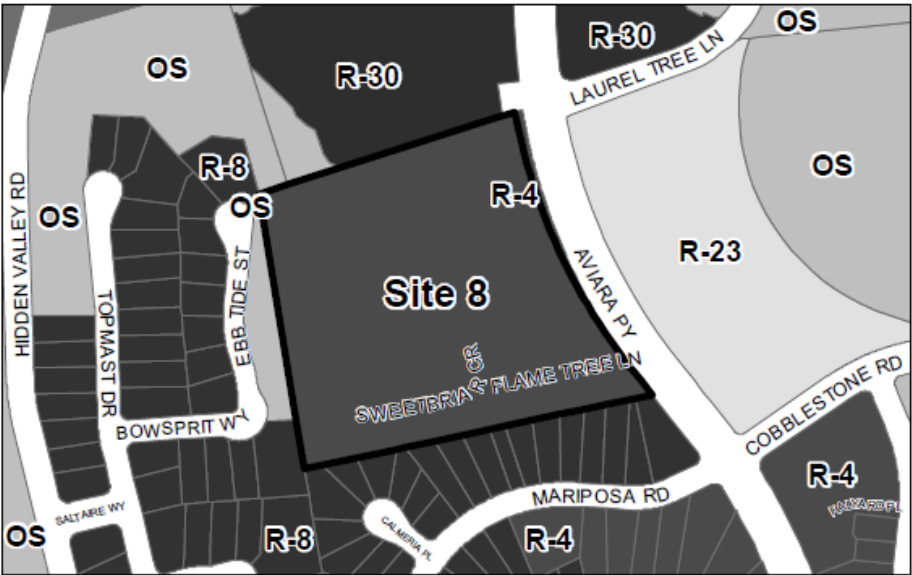 OS
R-30
R-30
LAUREL TREE LN
OS
R-8
OS
OS
R-4
OS
HIDDEN VALLEY RD
TOPMAST DR
EBB TIDE ST
Site 8
AVIARA PY
R-23
SWEETBRIAR CR
FLAME TREE LN
BOWSPRIT WY
COBBLESTONE RD
MARIPOSA RD
R-4
SALTAIRE WY
CALMERIA PL
OS
R-8
R-4